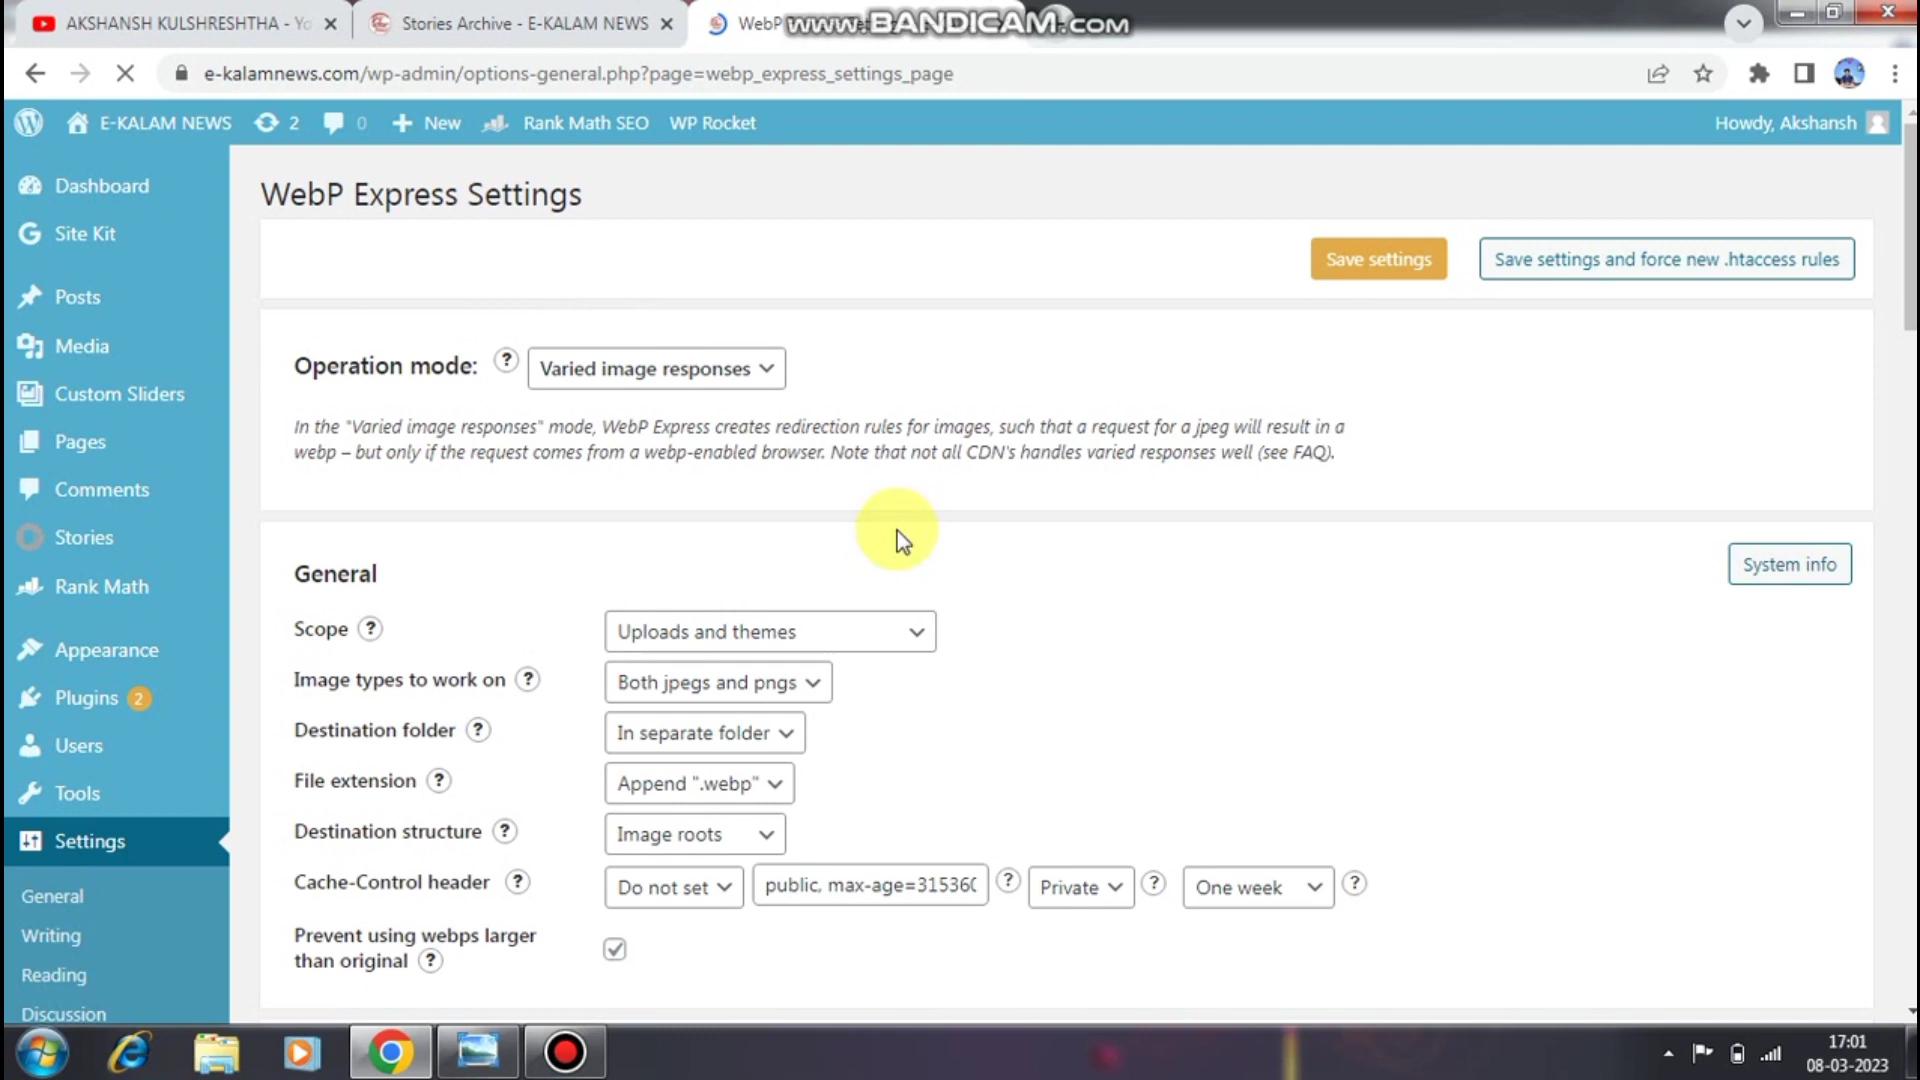 AKSHANSH KULSHRESHTHA - Yo
Stories Archive - E-KALAM NEWS
WebP
www.BANDICAM.com
e-kalamnews.com/wp-admin/options-general.php?page=webp_express_settings_page
E-KALAM NEWS
2
0
New
Rank Math SEO
WP Rocket
Howdy, Akshansh
Dashboard
Site Kit
Posts
Media
Custom Sliders
Pages
Comments
Stories
Rank Math
Appearance
Plugins 2
Users
Tools
Settings
General
Writing
Reading
Discussion
WebP Express Settings
Save settings
Save settings and force new .htaccess rules
Operation mode: ? Varied image responses
In the "Varied image responses" mode, WebP Express creates redirection rules for images, such that a request for a jpeg will result in a
webp – but only if the request comes from a webp-enabled browser. Note that not all CDN's handles varied responses well (see FAQ).
General
System info
Scope ? Uploads and themes
Image types to work on ? Both jpegs and pngs
Destination folder ? In separate folder
File extension ? Append ".webp"
Destination structure ? Image roots
Cache-Control header ? Do not set public, max-age=315360 ? Private ? One week ?
Prevent using webps larger
than original ?
17:01
08-03-2023